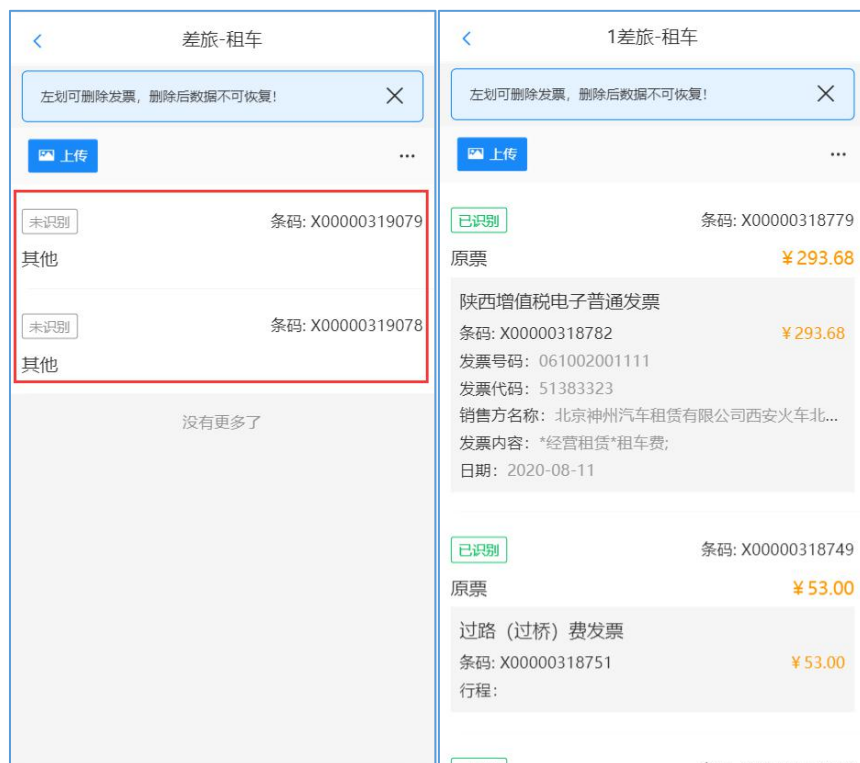 差旅-租车
左划可删除发票，删除后数据不可恢复!
上传
未识别
条码: X00000319079
其他
未识别
条码: X00000319078
其他
没有更多了
1差旅-租车
左划可删除发票，删除后数据不可恢复!
上传
已识别
条码: X00000318779
原票
￥293.68
陕西增值税电子普通发票
条码: X00000318782
￥293.68
发票号码：061002001111
发票代码：51383323
销售方名称：北京神州汽车租赁有限公司西安火车北...
发票内容：*经营租赁*租车费;
日期：2020-08-11
已识别
条码: X00000318749
原票
￥53.00
过路（过桥）费发票
条码: X00000318751
￥53.00
行程：